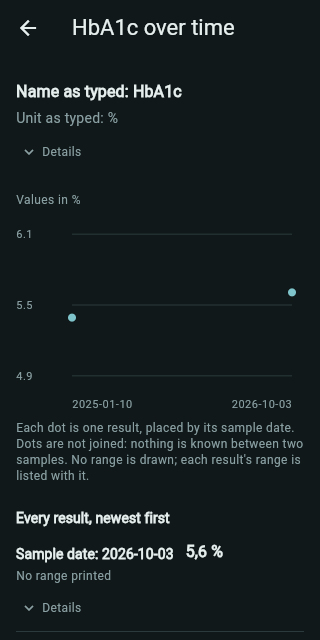 HbA1c over time
Name as typed: HbA1c
Unit as typed: %
Details
Values in %
6.1
5.5
4.9
2025-01-10 2026-10-03
Each dot is one result, placed by its sample date.
Dots are not joined: nothing is known between two
samples. No range is drawn; each result's range is
listed with it.
Every result, newest first
Sample date: 2026-10-03 5,6 %
No range printed
Details